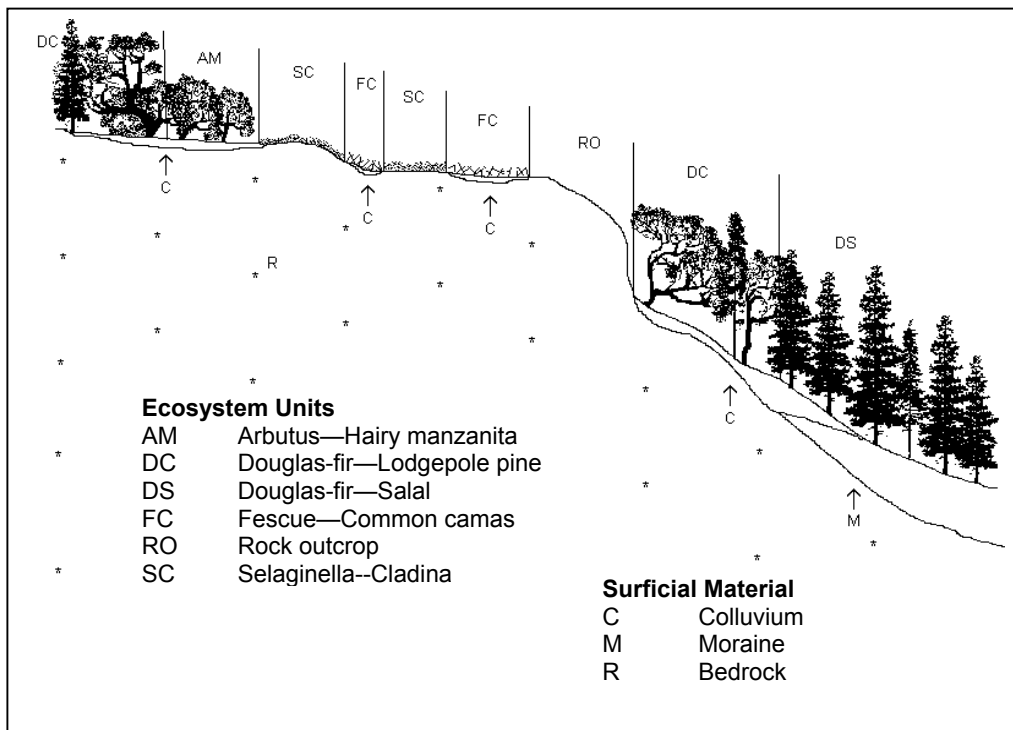 DC
AM
SC
FC
SC
FC
RO
DC
DS
C
C
C
R
C
M
Ecosystem Units
AM Arbutus—Hairy manzanita
DC Douglas-fir—Lodgepole pine
DS Douglas-fir—Salal
FC Fescue—Common camas
RO Rock outcrop
SC Selaginella--Cladina
Surficial Material
C Colluvium
M Moraine
R Bedrock